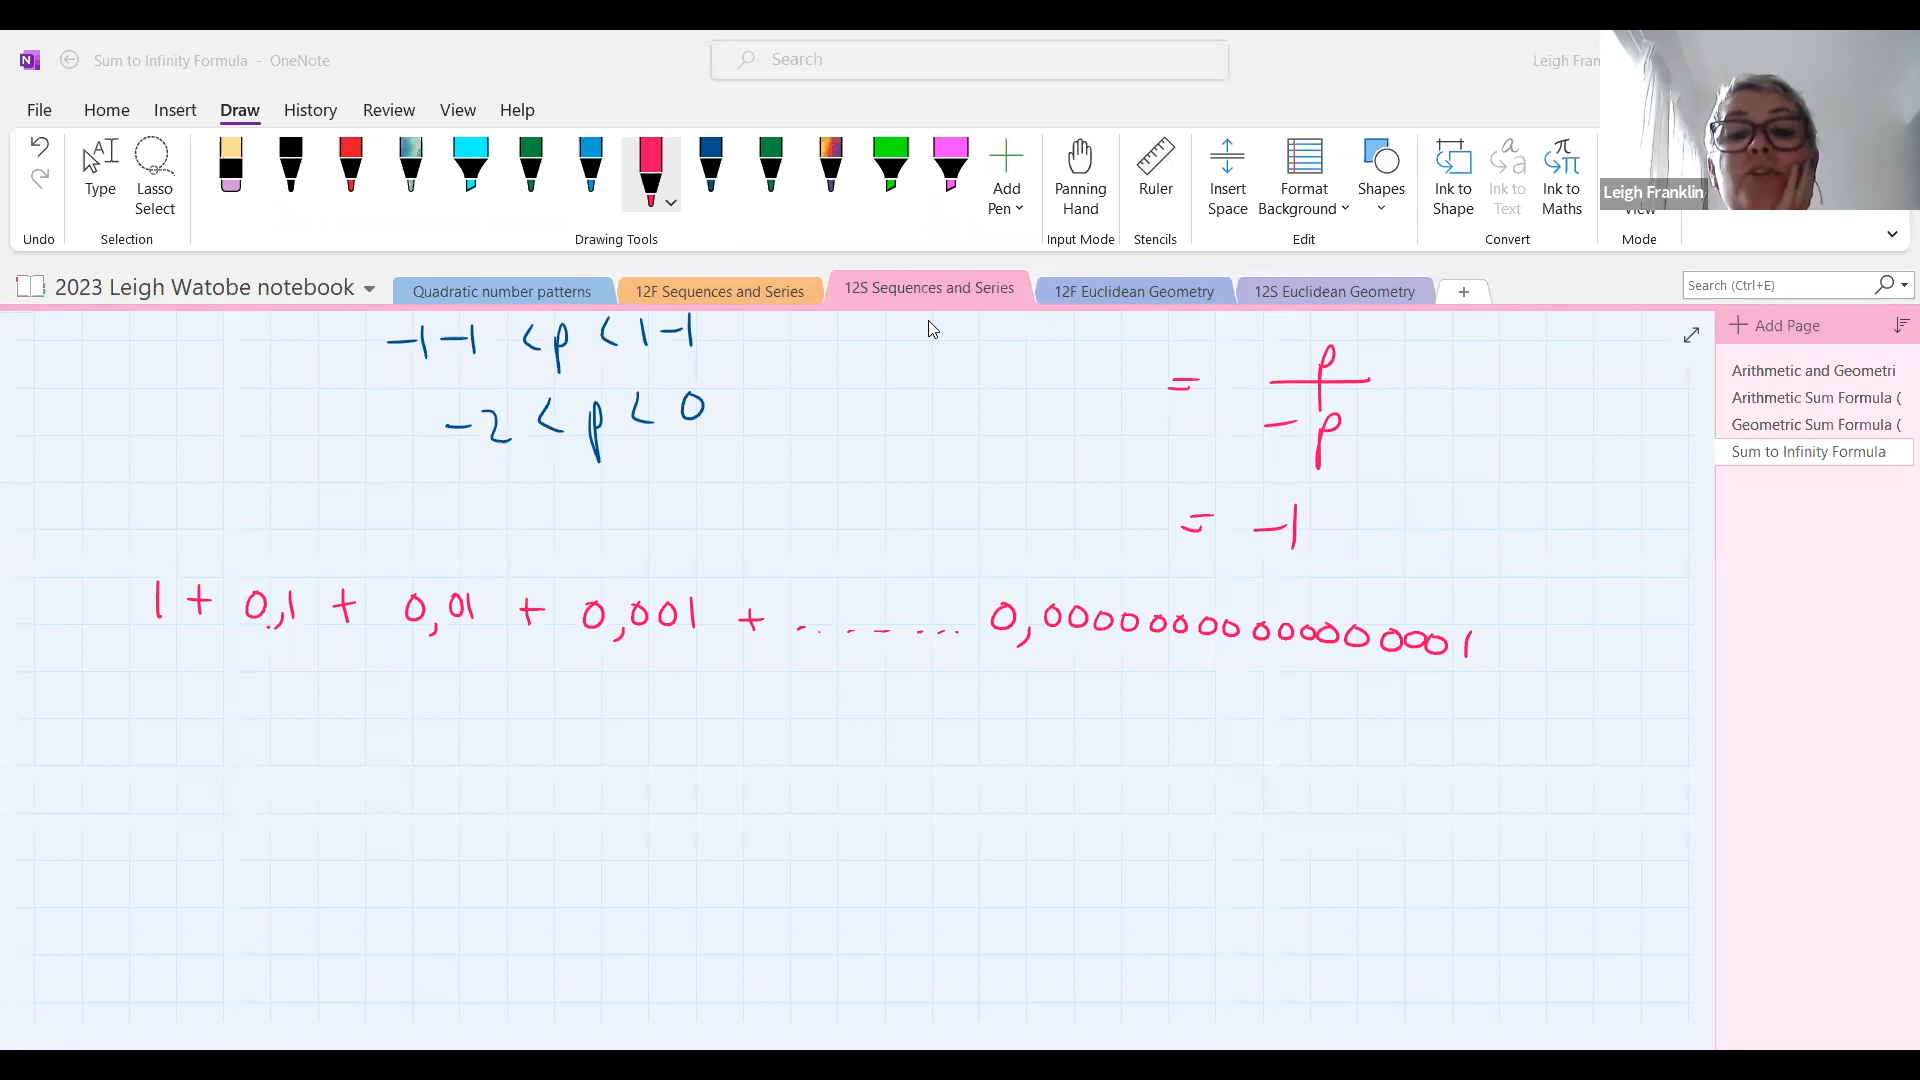 Sum to Infinity Formula - OneNote
Search
Leigh Fran
File Home Insert Draw History Review View Help
Type
Lasso Select
Add Pen
Panning Hand
Ruler
Insert Space
Format Background
Shapes
Ink to Shape
Ink to Text
Ink to Maths
Leigh Franklin
View
Undo Selection Drawing Tools Input Mode Stencils Edit Convert Mode
2023 Leigh Watobe notebook
Quadratic number patterns
12F Sequences and Series
12S Sequences and Series
12F Euclidean Geometry
12S Euclidean Geometry
+
Search (Ctrl+E)
Add Page
Arithmetic and Geometri
Arithmetic Sum Formula (
Geometric Sum Formula (
Sum to Infinity Formula
-1 -1 < p < 1 -1
-2 < p < 0
= p
- p
= -1
1 + 0,1 + 0,01 + 0,001 + ......... 0,00000000000000001